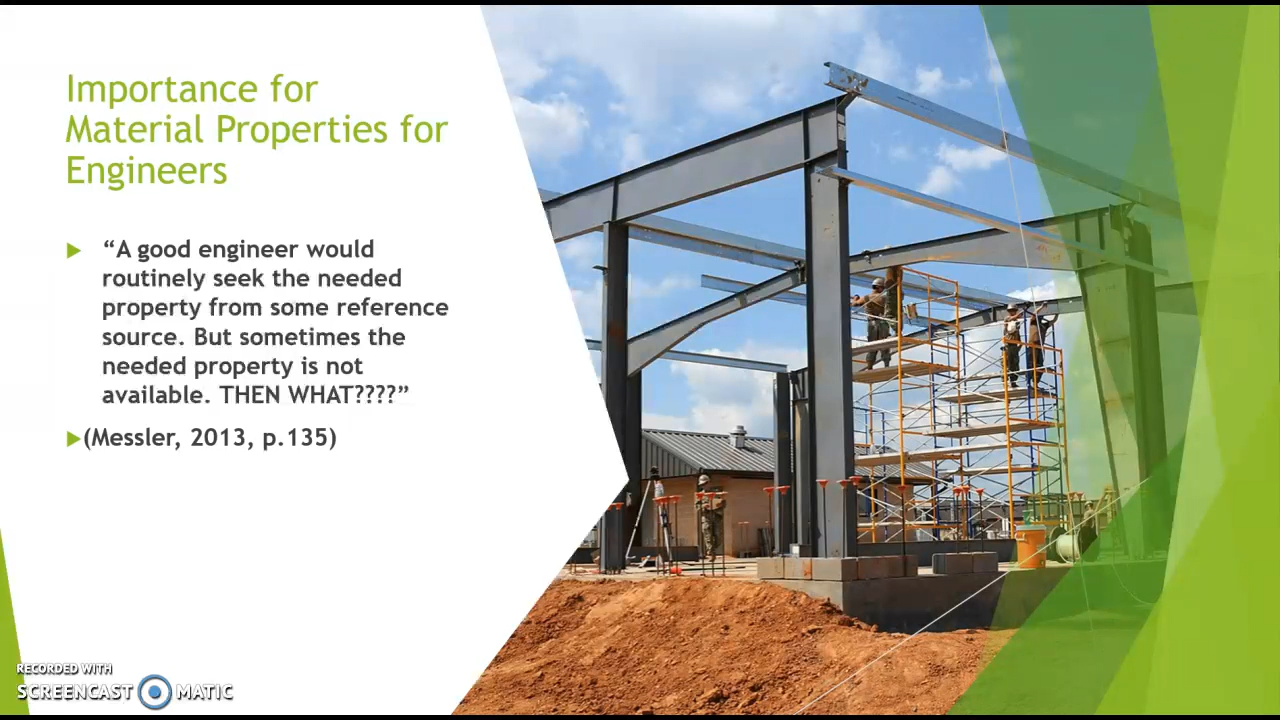 Importance for
Material Properties for
Engineers
“A good engineer would
routinely seek the needed
property from some reference
source. But sometimes the
needed property is not
available. THEN WHAT????”
(Messler, 2013, p.135)
RECORDED WITH
SCREENCAST MATIC